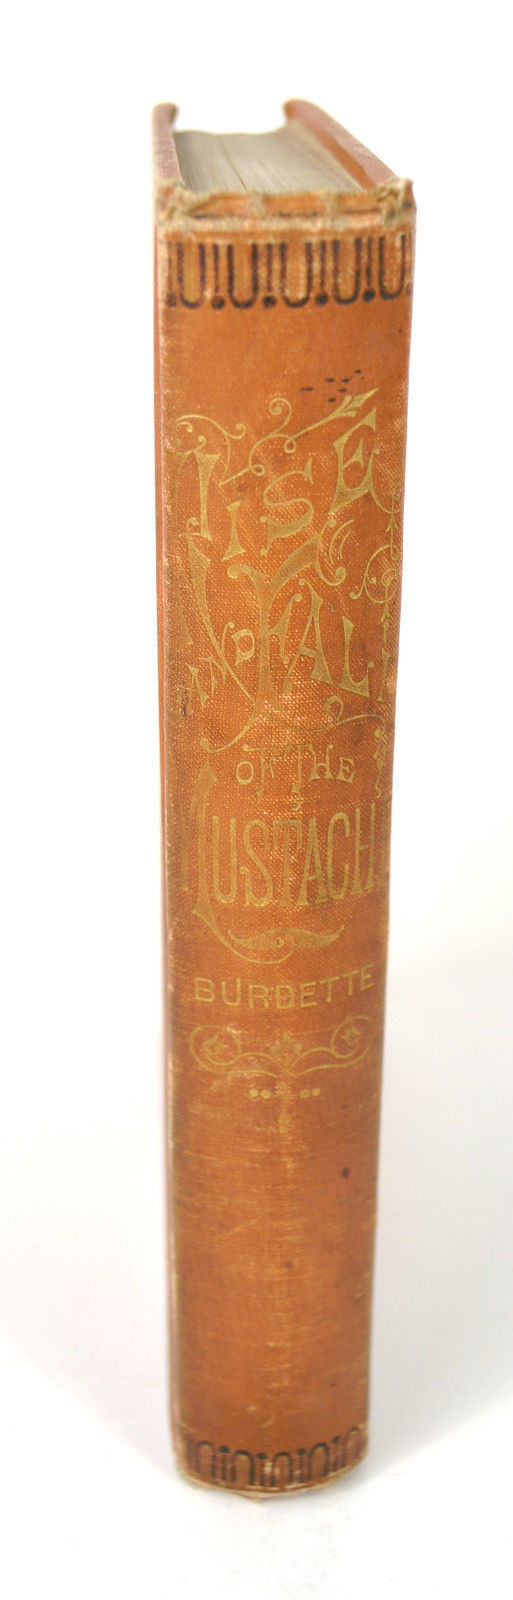 RISE
AND FALL
OF THE
MUSTACHE
BURDETTE